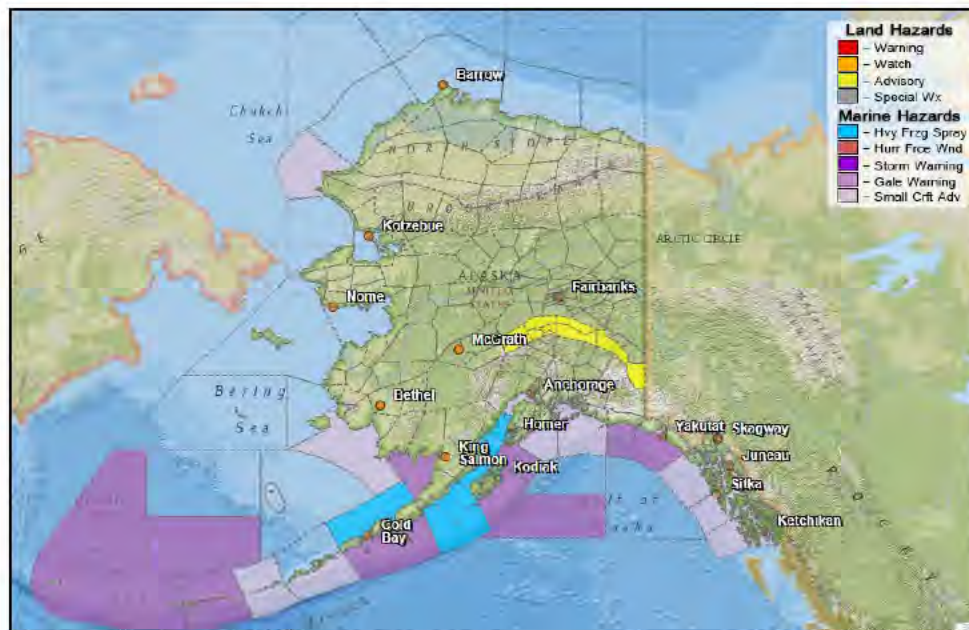 Land Hazards
– Warning
– Watch
– Advisory
– Special Wx
Marine Hazards
– Hvy Frzg Spray
– Hurr Frce Wnd
– Storm Warning
– Gale Warning
– Small Crft Adv
Barrow
Chukchi
Sea
NORTH SLOPE
Kotzebue
ARCTIC CIRCLE
ALASKA
Fairbanks
Nome
McGrath
Anchorage
Bering
Sea
Bethel
Homer
Yakutat
Skagway
King
Salmon
Kodiak
Juneau
Sitka
Ketchikan
Cold
Bay